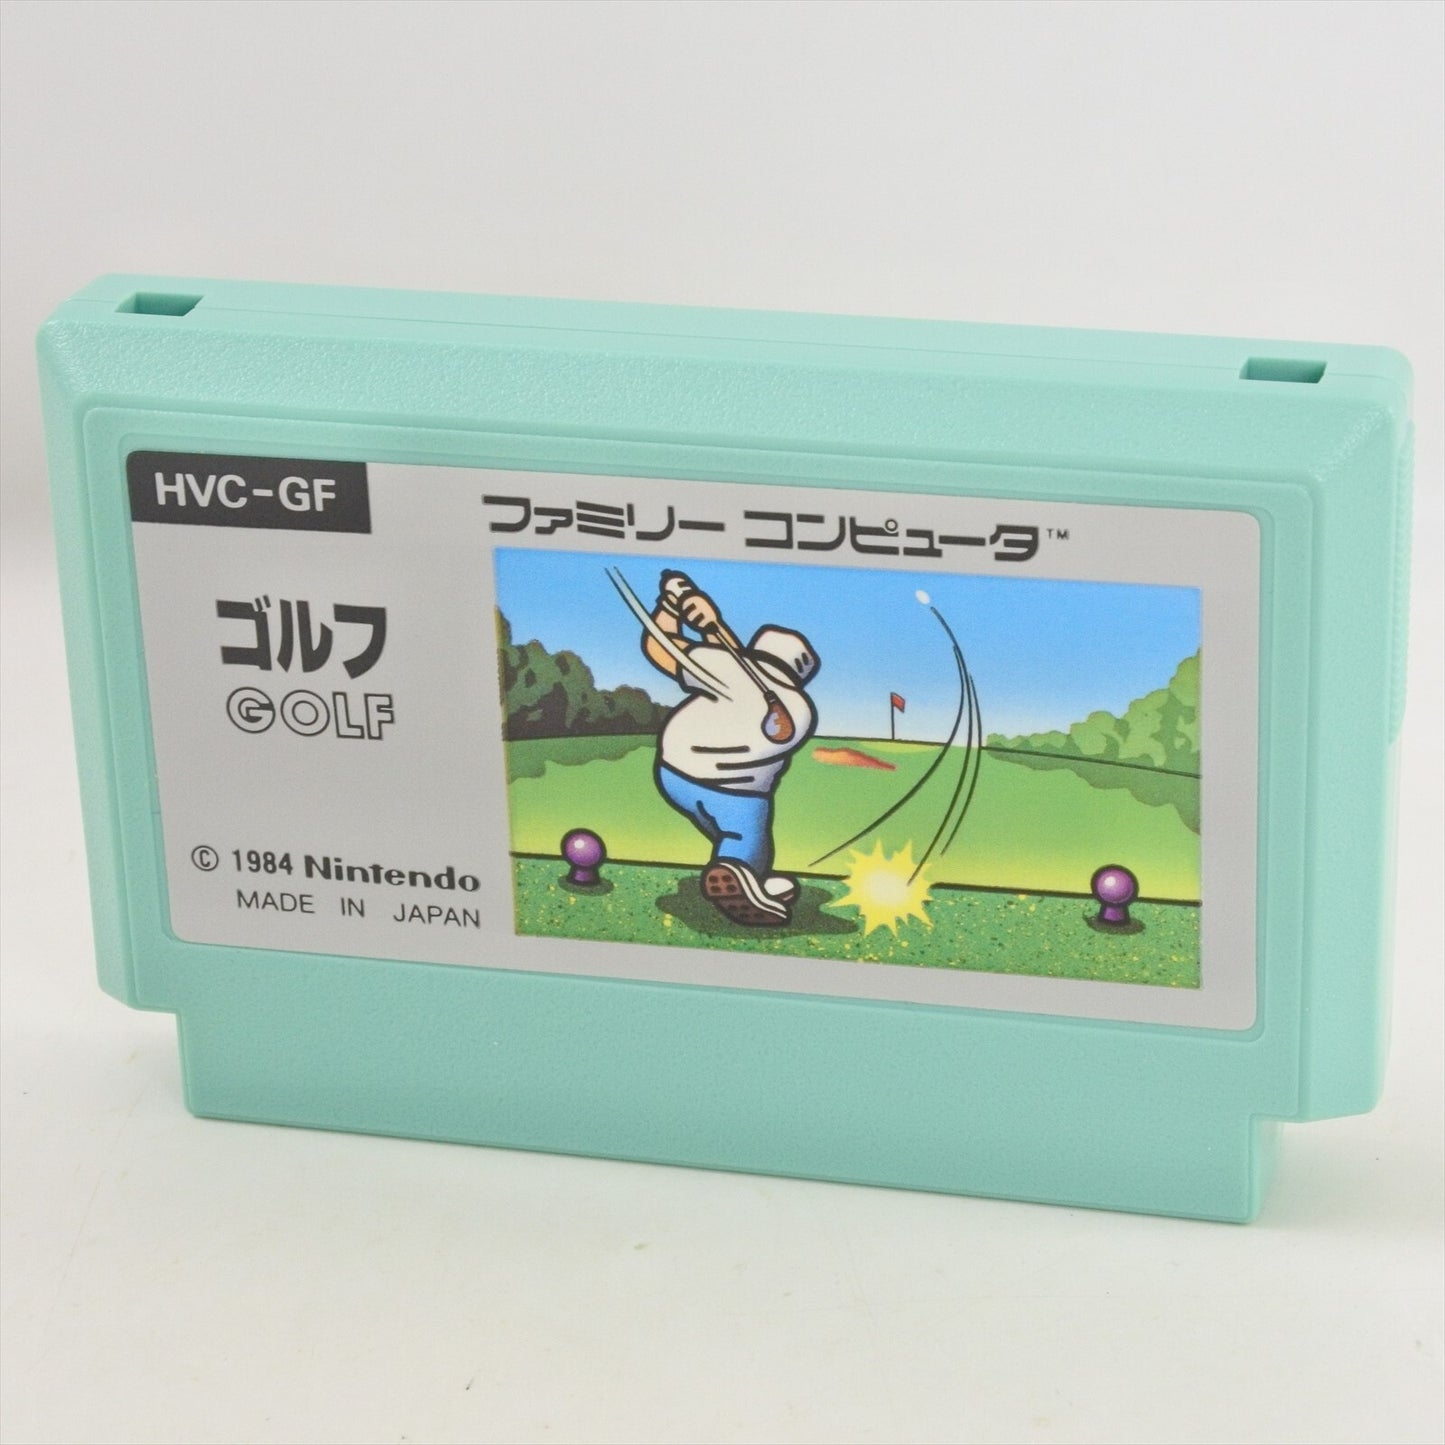 HVC-GF
ファミリー コンピュータ™
ゴルフ
GOLF
© 1984 Nintendo
MADE IN JAPAN